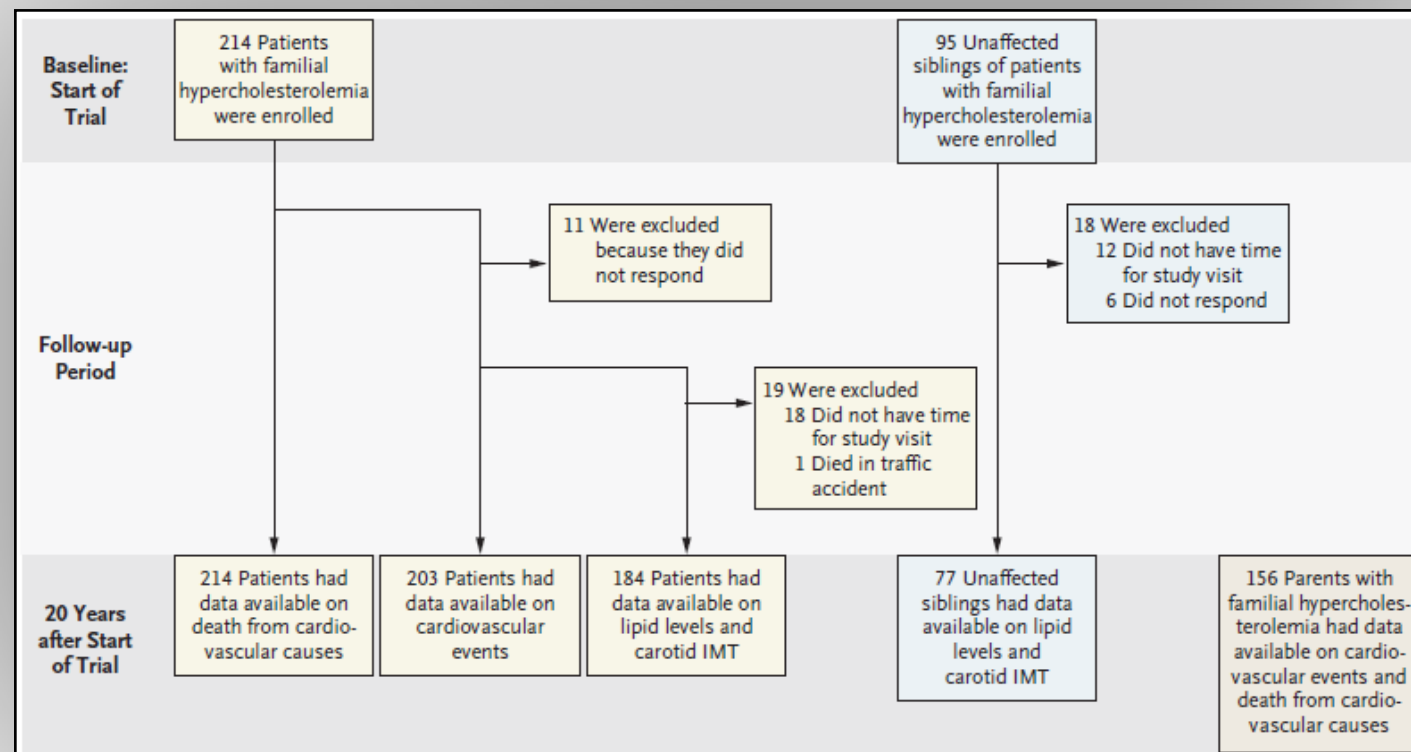 Baseline:
Start of
Trial
214 Patients
with familial
hypercholesterolemia
were enrolled
95 Unaffected
siblings of patients
with familial
hypercholesterolemia
were enrolled
Follow-up
Period
11 Were excluded
because they did
not respond
18 Were excluded
12 Did not have time
for study visit
6 Did not respond
19 Were excluded
18 Did not have time
for study visit
1 Died in traffic
accident
20 Years
after Start
of Trial
214 Patients had
data available on
death from cardio-
vascular causes
203 Patients had
data available on
cardiovascular
events
184 Patients had
data available on
lipid levels and
carotid IMT
77 Unaffected
siblings had data
available on lipid
levels and
carotid IMT
156 Parents with
familial hypercholes-
terolemia had data
available on cardio-
vascular events and
death from cardio-
vascular causes